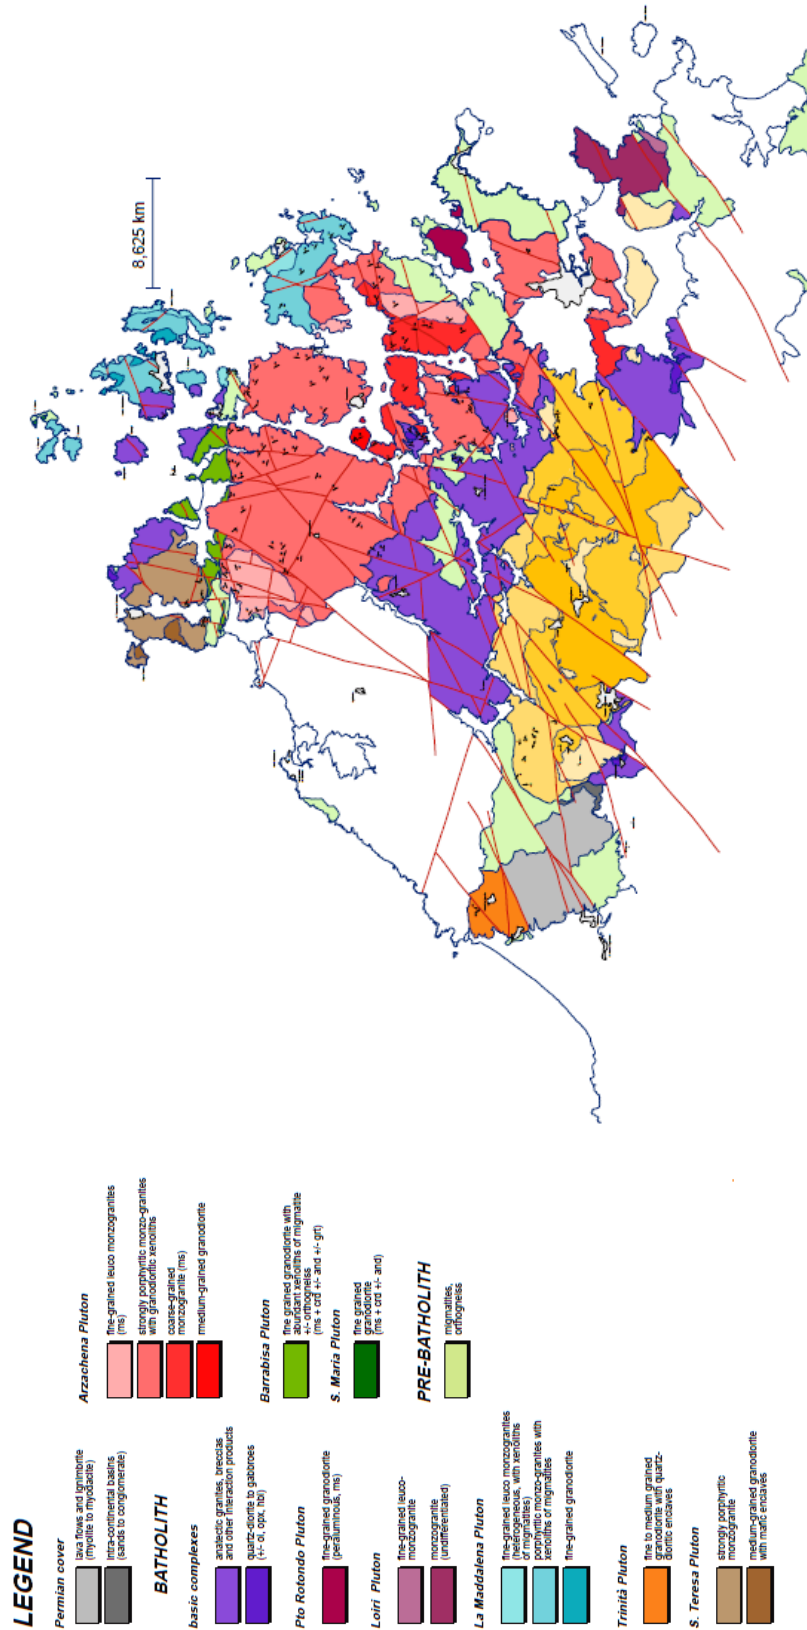 LEGEND
Permian cover
lava flows and ignimbrite
(rhyolite to rhyodacite)
intra-continental basins
(sands to conglomerate)
BATHOLITH
basic complexes
anatectic granites, breccias
and other interaction products
quartz-diorite to gabbroes
(+/- ol, opx, hbl)
Pto Rotondo Pluton
fine-grained granodiorite
(peraluminous, ms)
Loiri Pluton
fine-grained leuco-
monzogranite
monzogranite
(undifferentiated)
La Maddalena Pluton
fine-grained leuco monzogranites
(heterogeneous, with xenoliths
of migmatites)
porphyritic monzo-granites with
xenoliths of migmatites
fine-grained granodiorite
Trinità Pluton
fine to medium grained
granodiorite with quartz-
dioritic enclaves
S. Teresa Pluton
strongly porphyritic
monzogranite
medium-grained granodiorite
with mafic enclaves
Arzachena Pluton
fine-grained leuco monzogranites
(ms)
strongly porphyritic monzo-granites
with granodioritic xenoliths
coarse-grained
monzogranite (ms)
medium-grained granodiorite
Barrabisa Pluton
fine grained granodiorite with
abundant xenoliths of migmatite
+/- orthogneiss
(ms + crd +/- and +/- grt)
S. Maria Pluton
fine grained
granodiorite
(ms + crd +/- and)
PRE-BATHOLITH
migmatites,
orthogneiss
8,625 km